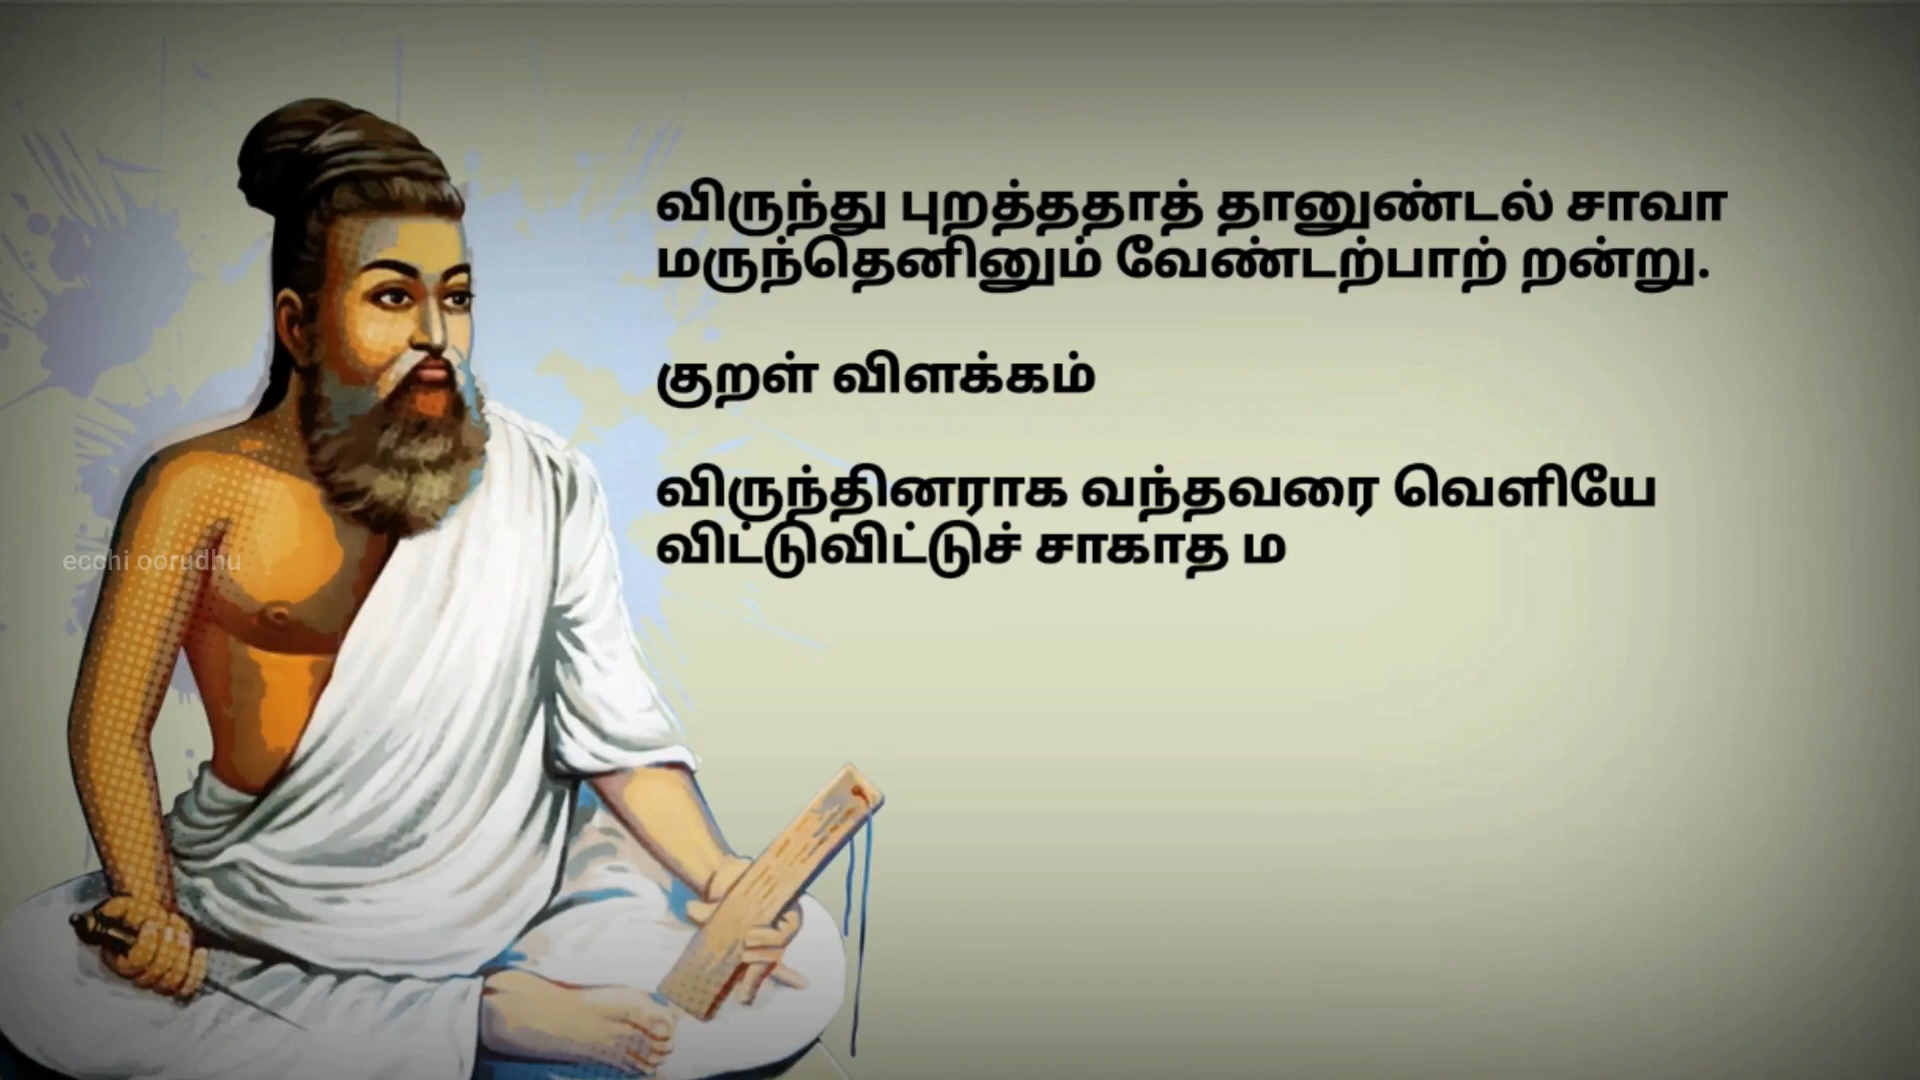 விருந்து புறத்ததாத் தானுண்டல் சாவா
மருந்தெனினும் வேண்டற்பாற் றன்று.
குறள் விளக்கம்
விருந்தினராக வந்தவரை வெளியே
விட்டுவிட்டுச் சாகாத ம
ecchi oorudhu